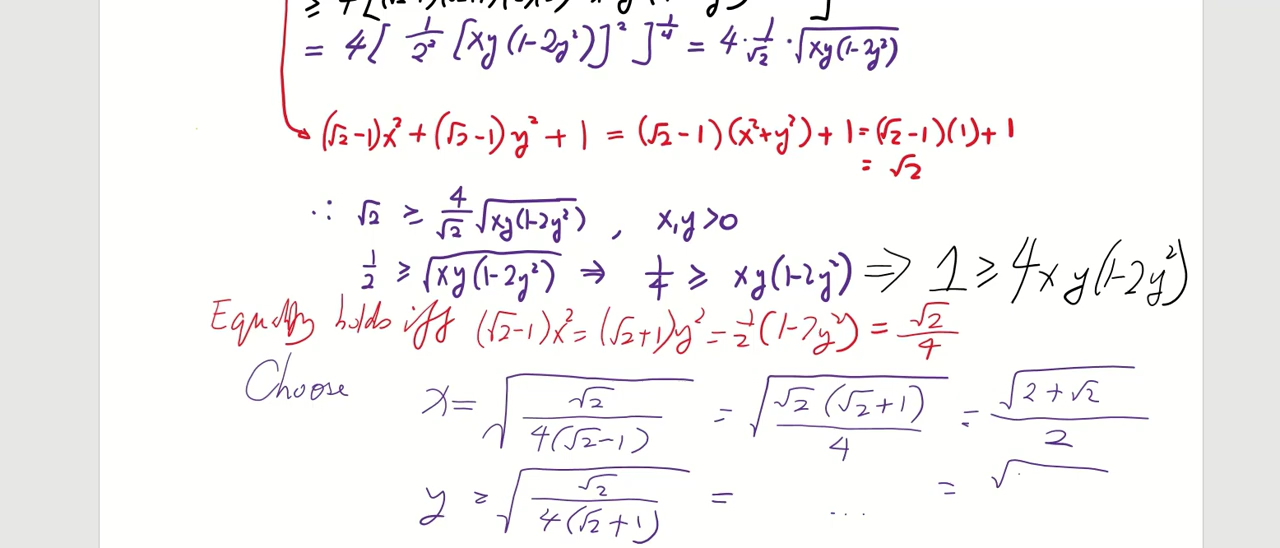 = 4[ 1/2² [xy(1-2y²)]² ]^(1/4) = 4·1/√2 ·√(xy(1-2y²))
(√2-1)x²+(√2-1)y²+1 = (√2-1)(x²+y²)+1=(√2-1)(1)+1
= √2
∴ √2 ≥ 4/√2 √(xy(1-2y²)) , x,y>0
1/2 ≥ √(xy(1-2y²)) ⇒ 1/4 ≥ xy(1-2y²) ⇒ 1 ≥ 4xy(1-2y²)
Equality holds iff (√2-1)x²=(√2+1)y²=1/2(1-2y²)=√2/4
Choose x= √(√2/(4(√2-1))) = √(√2(√2+1)/4) = √(2+√2)/2
y = √(√2/(4(√2+1))) = ... = √